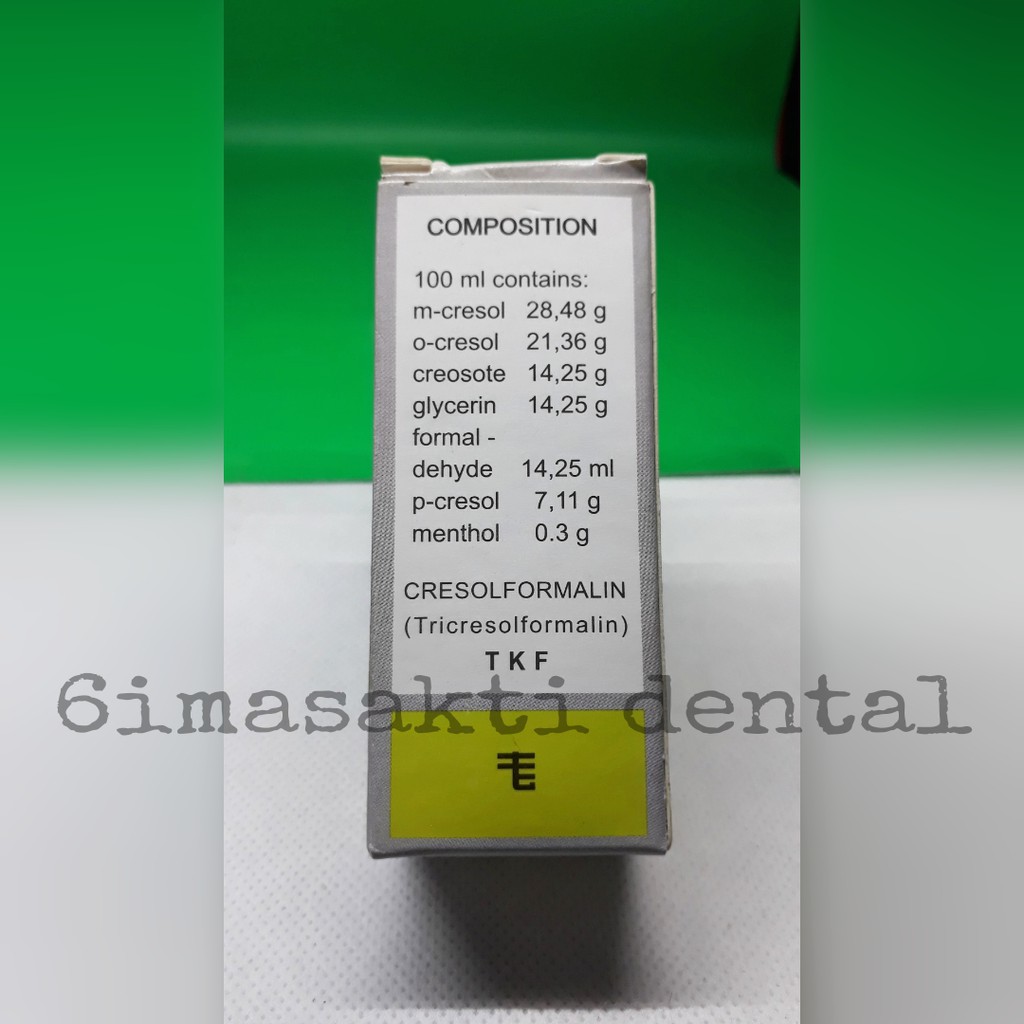 COMPOSITION
100 ml contains:
m-cresol 28,48 g
o-cresol 21,36 g
creosote 14,25 g
glycerin 14,25 g
formal -
dehyde 14,25 ml
p-cresol 7,11 g
menthol 0.3 g
CRESOLFORMALIN
(Tricresolformalin)
T K F
6imasakti dental